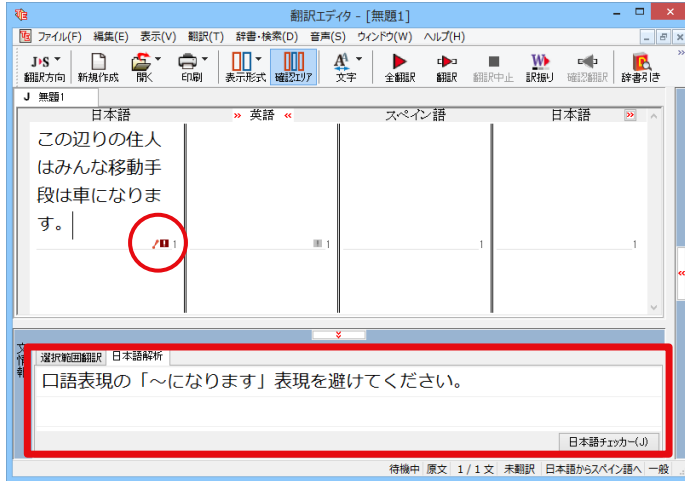 翻訳エディタ - [無題1]
ファイル(F) 編集(E) 表示(V) 翻訳(T) 辞書・検索(D) 音声(S) ウィンドウ(W) ヘルプ(H)
J›S
翻訳方向 新規作成 開く 印刷 表示形式 確認エリア 文字 全翻訳 翻訳 翻訳中止 訳振り 確認翻訳 辞書引き
J 無題1
日本語 » 英語 « スペイン語 日本語 »
この辺りの住人
はみんな移動手
段は車になりま
す。
1 1 1 1
文情報
選択範囲翻訳 日本語解析
口語表現の「～になります」表現を避けてください。
日本語チェッカー(J)
待機中 原文 1 / 1 文 未翻訳 日本語からスペイン語へ 一般